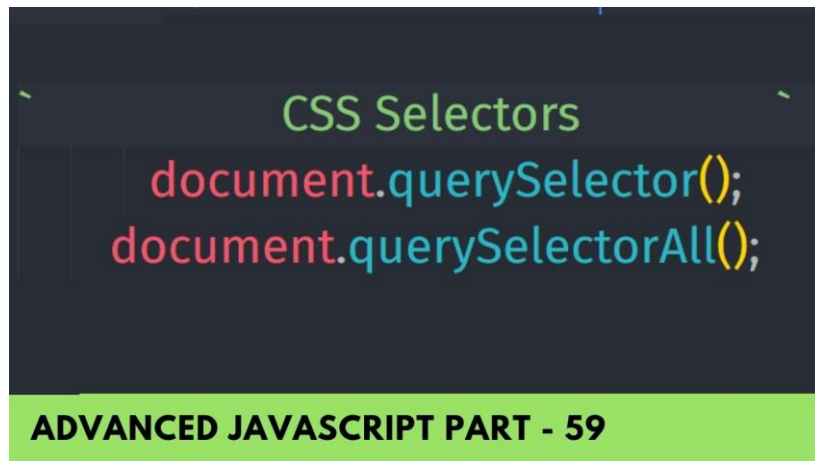 ` CSS Selectors `
document.querySelector();
document.querySelectorAll();
ADVANCED JAVASCRIPT PART - 59